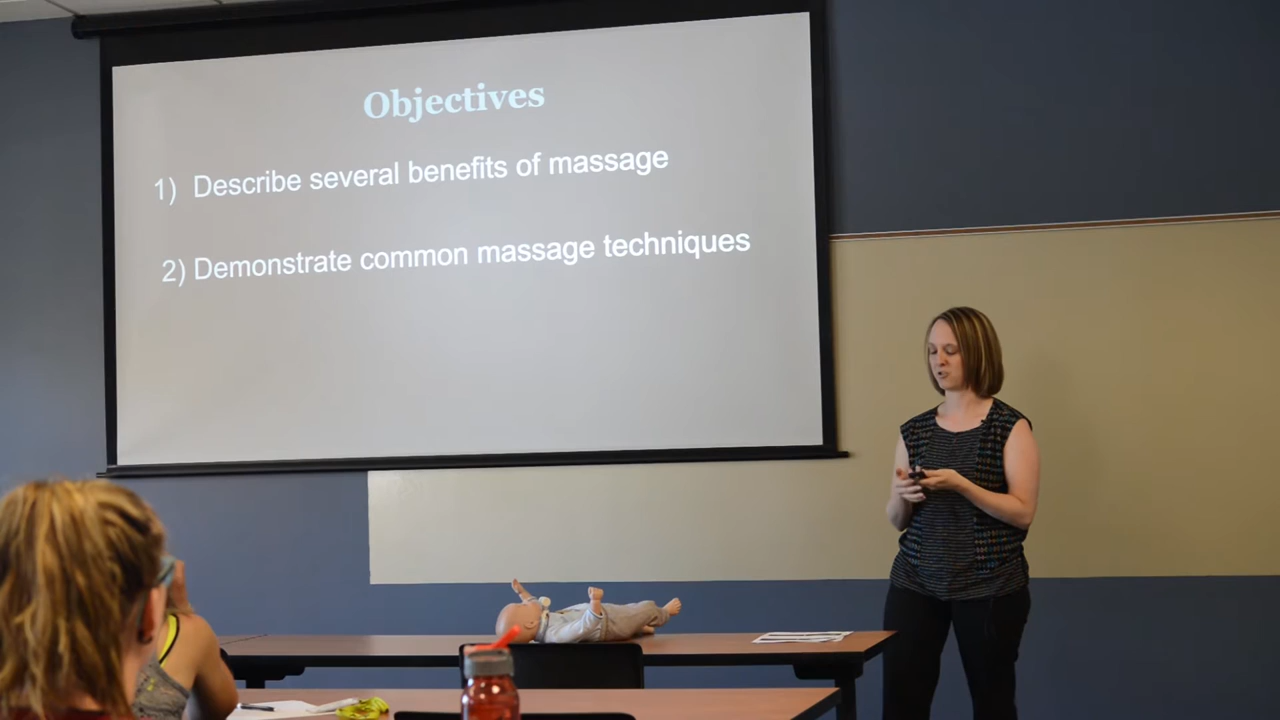 Objectives
1) Describe several benefits of massage
2) Demonstrate common massage techniques